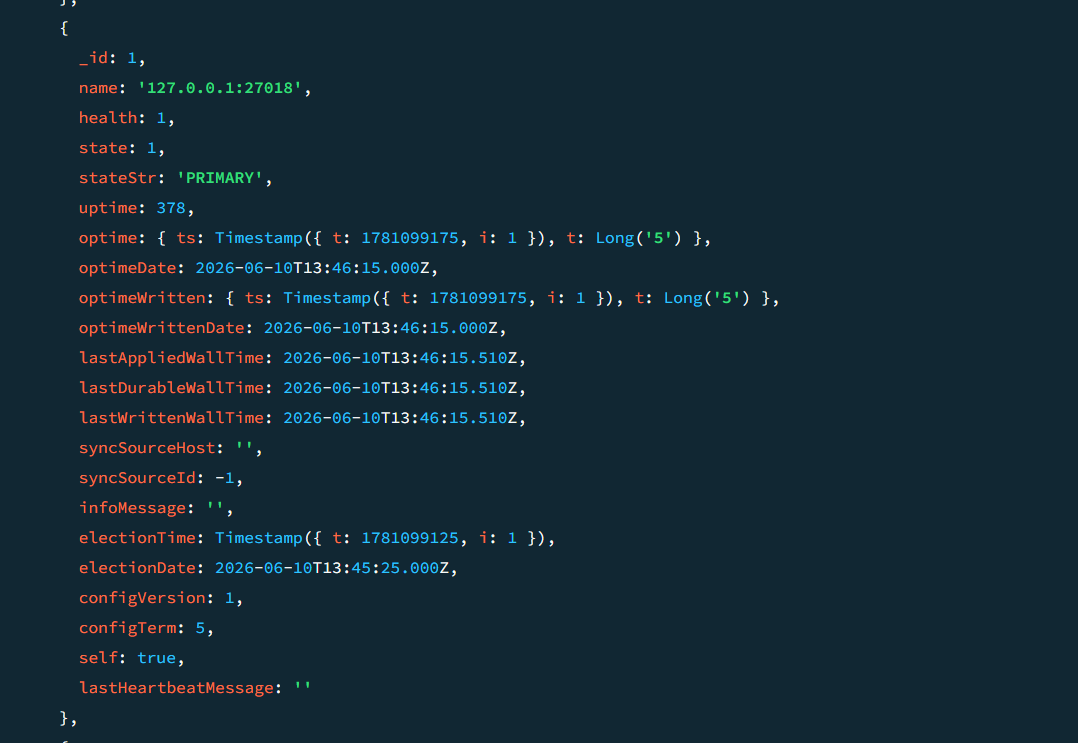 },
{
_id: 1,
name: '127.0.0.1:27018',
health: 1,
state: 1,
stateStr: 'PRIMARY',
uptime: 378,
optime: { ts: Timestamp({ t: 1781099175, i: 1 }), t: Long('5') },
optimeDate: 2026-06-10T13:46:15.000Z,
optimeWritten: { ts: Timestamp({ t: 1781099175, i: 1 }), t: Long('5') },
optimeWrittenDate: 2026-06-10T13:46:15.000Z,
lastAppliedWallTime: 2026-06-10T13:46:15.510Z,
lastDurableWallTime: 2026-06-10T13:46:15.510Z,
lastWrittenWallTime: 2026-06-10T13:46:15.510Z,
syncSourceHost: '',
syncSourceId: -1,
infoMessage: '',
electionTime: Timestamp({ t: 1781099125, i: 1 }),
electionDate: 2026-06-10T13:45:25.000Z,
configVersion: 1,
configTerm: 5,
self: true,
lastHeartbeatMessage: ''
},